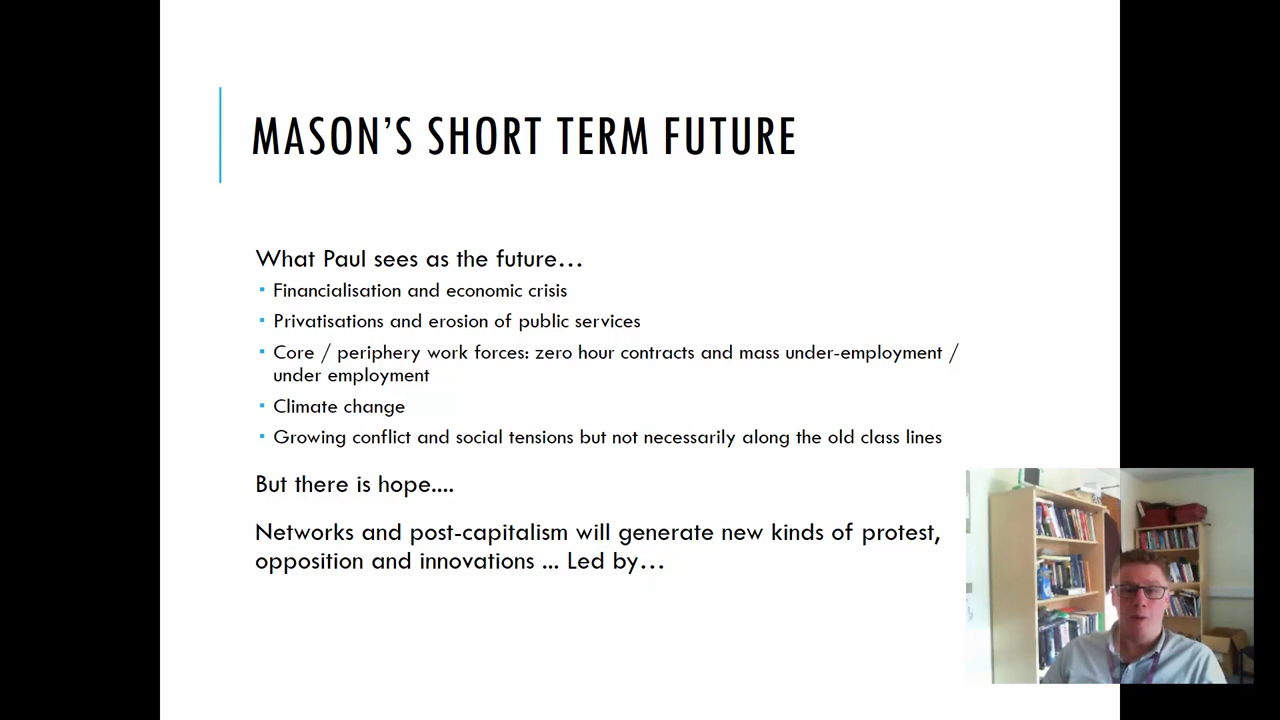 MASON'S SHORT TERM FUTURE
What Paul sees as the future…
Financialisation and economic crisis
Privatisations and erosion of public services
Core / periphery work forces: zero hour contracts and mass under-employment /
under employment
Climate change
Growing conflict and social tensions but not necessarily along the old class lines
But there is hope....
Networks and post-capitalism will generate new kinds of protest,
opposition and innovations ... Led by…